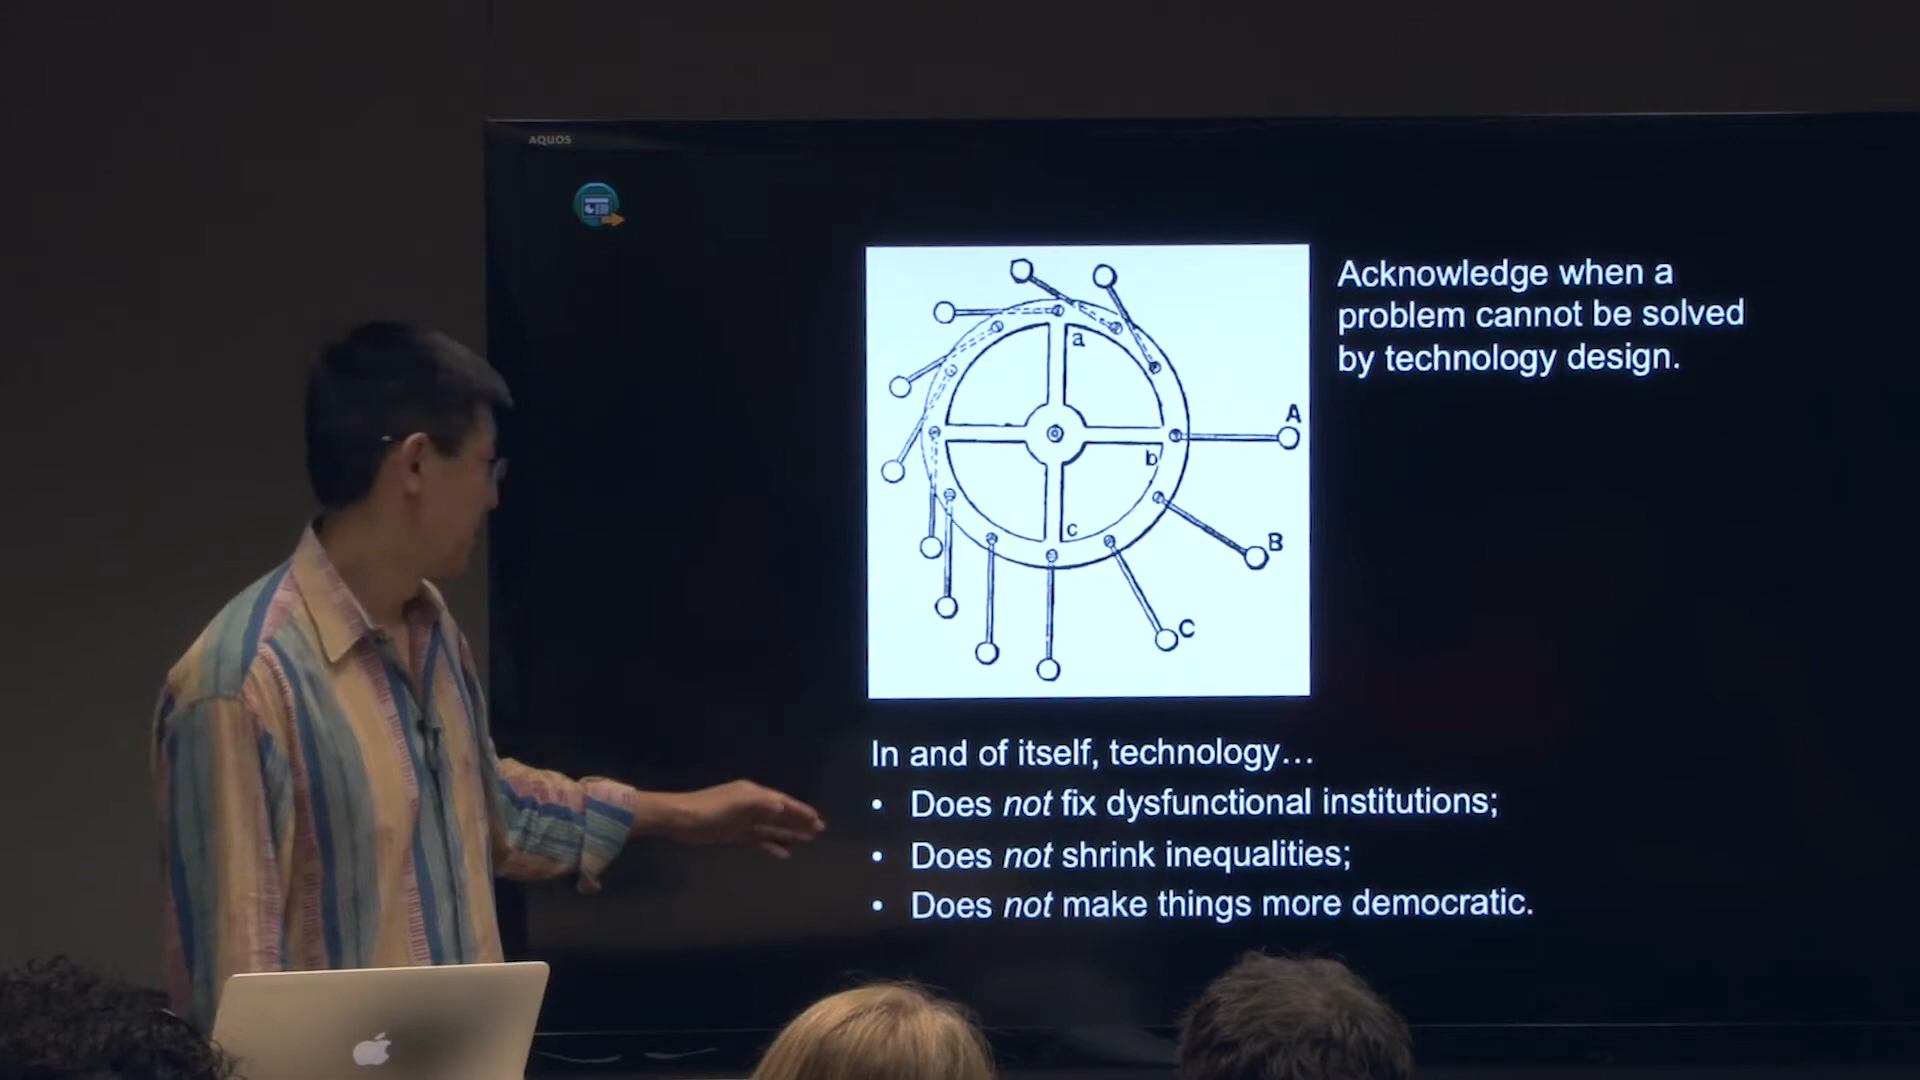 AQUOS
Acknowledge when a
problem cannot be solved
by technology design.
a
A
b
B
c
C
In and of itself, technology…
• Does not fix dysfunctional institutions;
• Does not shrink inequalities;
• Does not make things more democratic.